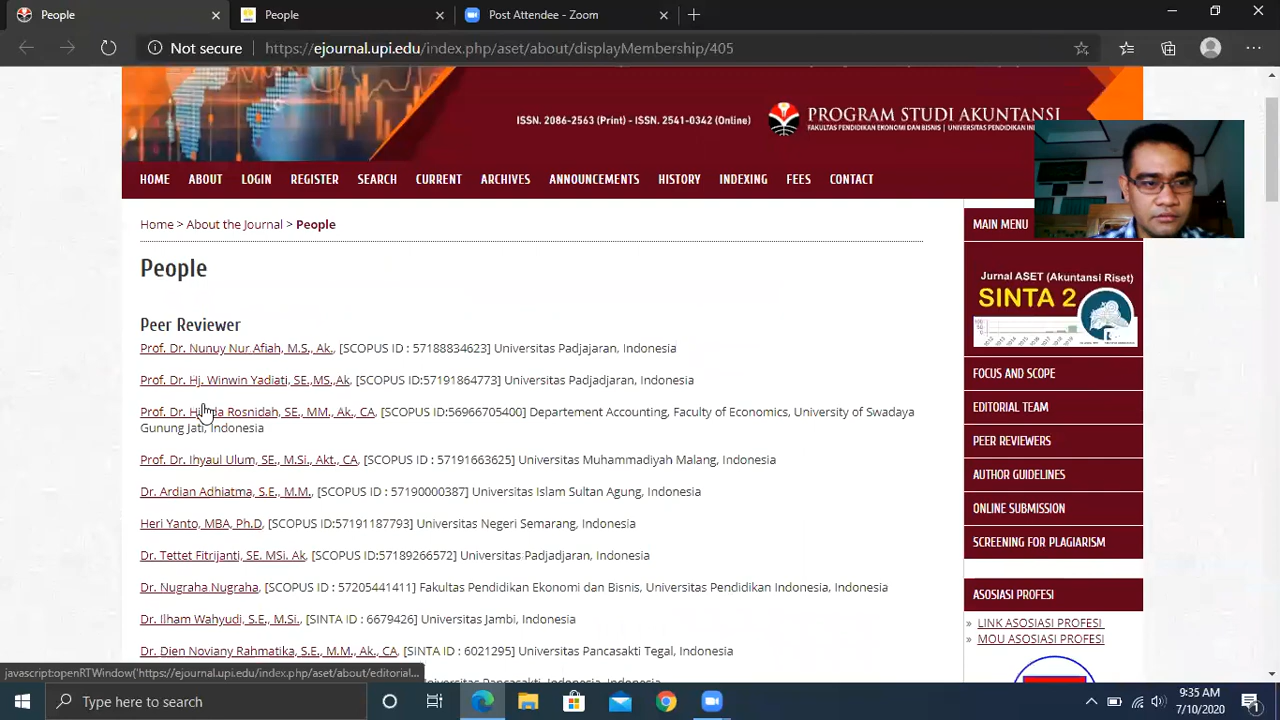 People
Post Attende - Zoom
Not secure
https://ejournal.upi.edu/index.php/aset/about/displayMembership/405
ISSN. 2086-2563 (Print) - ISSN. 2541-0342 (Online)
PROGRAM STUDI AKUNTANSI
FAKULTAS PENDIDIKAN EKONOMI DAN BISNIS | UNIVERSITAS PENDIDIKAN
HOME ABOUT LOGIN REGISTER SEARCH CURRENT ARCHIVES ANNOUNCEMENTS HISTORY INDEXING FEES CONTACT
Home > About the Journal > People
People
Peer Reviewer
Prof. Dr. Nunuy Nur Afiah, M.S., Ak., [SCOPUS ID : 57188834623] Universitas Padjajaran, Indonesia
Prof. Dr. Hj. Winwin Yadiati, SE.,MS.,Ak, [SCOPUS ID:57191864773] Universitas Padjadjaran, Indonesia
Prof. Dr. Rosnidah, SE., MM., Ak., CA, [SCOPUS ID:56966705400] Departement Accounting, Faculty of Economics, University of Swadaya
Gunung Jati, Indonesia
Prof. Dr. Ihyaul Ulum, SE., M.Si., Akt., CA, [SCOPUS ID : 57191663625] Universitas Muhammadiyah Malang, Indonesia
Dr. Ardian Adhiatma, S.E., M.M., [SCOPUS ID : 57190000387] Universitas Islam Sultan Agung, Indonesia
Heri Yanto, MBA, Ph.D, [SCOPUS ID:57191187793] Universitas Negeri Semarang, Indonesia
Dr. Tettet Fitrijanti, SE. MSi. Ak, [SCOPUS ID:57189266572] Universitas Padjadjaran, Indonesia
Dr. Nugraha Nugraha, [SCOPUS ID : 572054441411] Fakultas Pendidikan Ekonomi dan Bisnis, Universitas Pendidikan Indonesia, Indonesia
Dr. Ilham Wahyudi, S.E., M.Si., [SINTA ID : 6679426] Universitas Jambi, Indonesia
Dr. Dien Noviany Rahmatika, S.E., M.M., Ak., CA, [SINTA ID : 6021295] Universitas Pancasakti Tegal, Indonesia
MAIN MENU
Jurnal ASET (Akuntansi Riset)
SINTA 2
FOCUS AND SCOPE
EDITORIAL TEAM
PEER REVIEWERS
AUTHOR GUIDELINES
ONLINE SUBMISSION
SCREENING FOR PLAGIARISM
ASOSIASI PROFESI
» LINK ASOSIASI PROFESI
» MOU ASOSIASI PROFESI
javascript:openRTWindow('https://ejournal.upi.edu/index.php/aset/about/editorial...
Type here to search
9:35 AM
7/10/2020